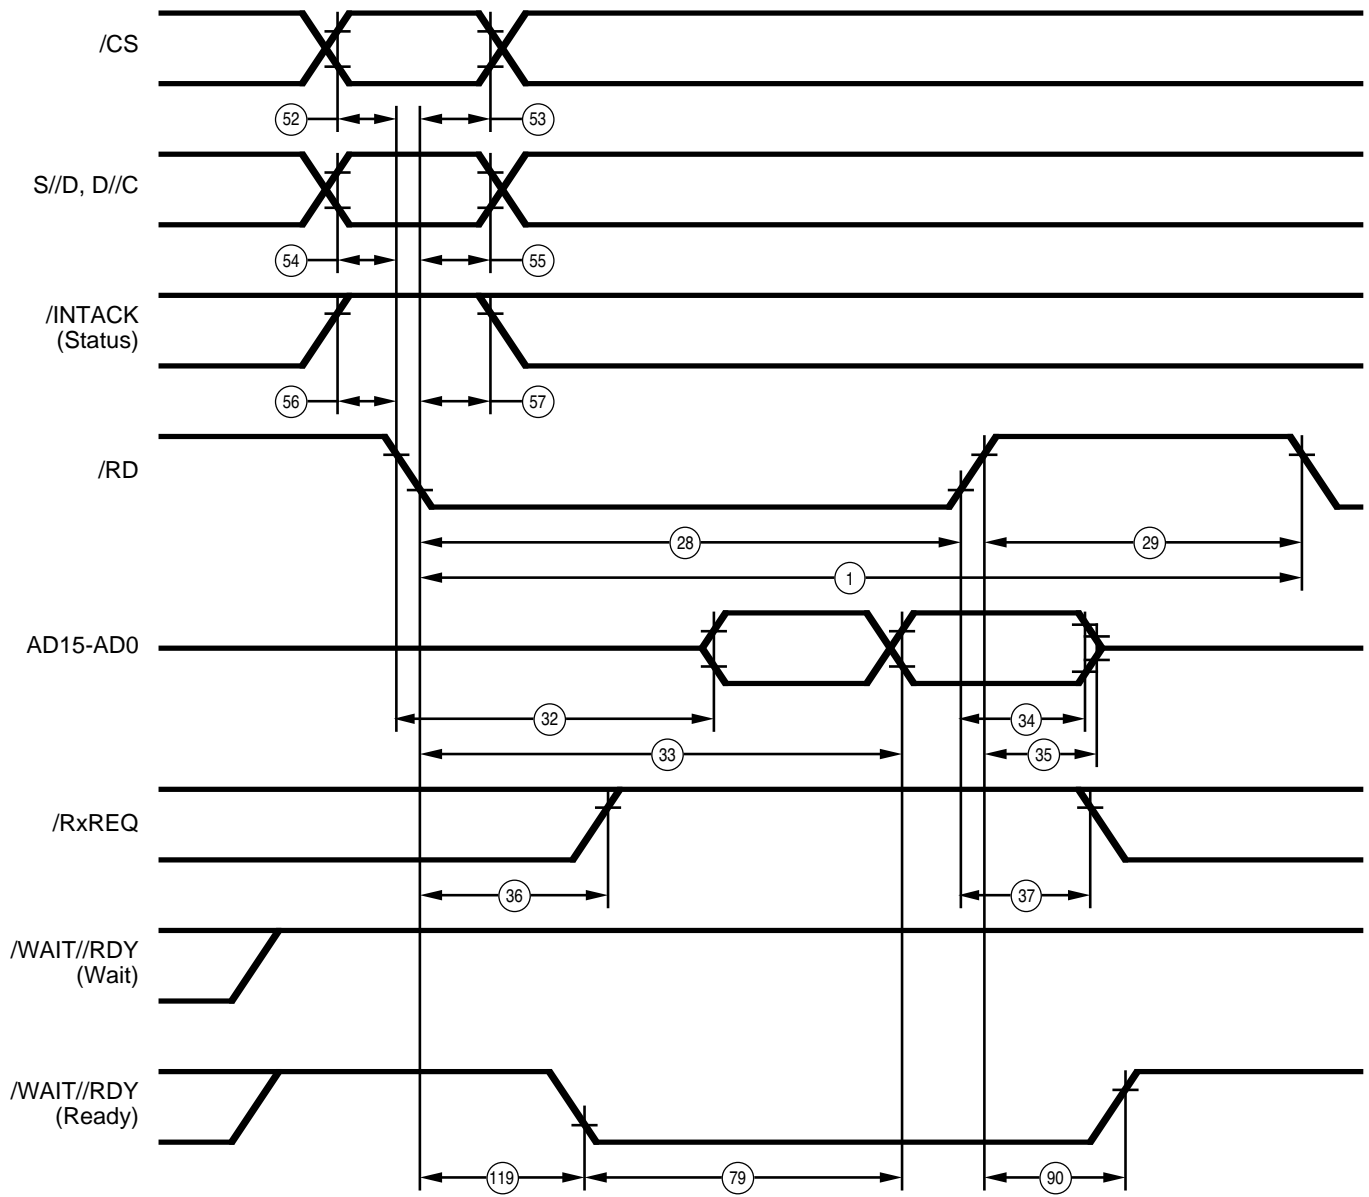 /CS
52
53
S//D, D//C
54
55
/INTACK
(Status)
56
57
/RD
28
29
1
AD15-AD0
32
34
33
35
/RxREQ
36
37
/WAIT//RDY
(Wait)
/WAIT//RDY
(Ready)
119
79
90